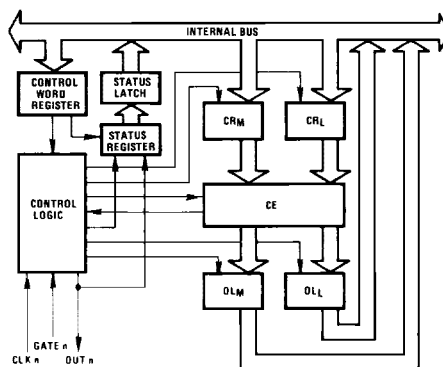 INTERNAL BUS
CONTROL
WORD
REGISTER
STATUS
LATCH
STATUS
REGISTER
CRM
CRL
CONTROL
LOGIC
CE
OLM
OLL
GATE n
CLK n
OUT n